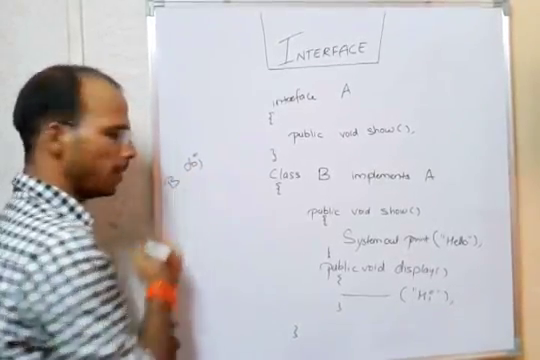 INTERFACE
interface A
{
public void show();
}
Class B implements A
{
public void show()
{
System.out.print("Hello");
}
public void display()
{
("Hi");
}
}
B